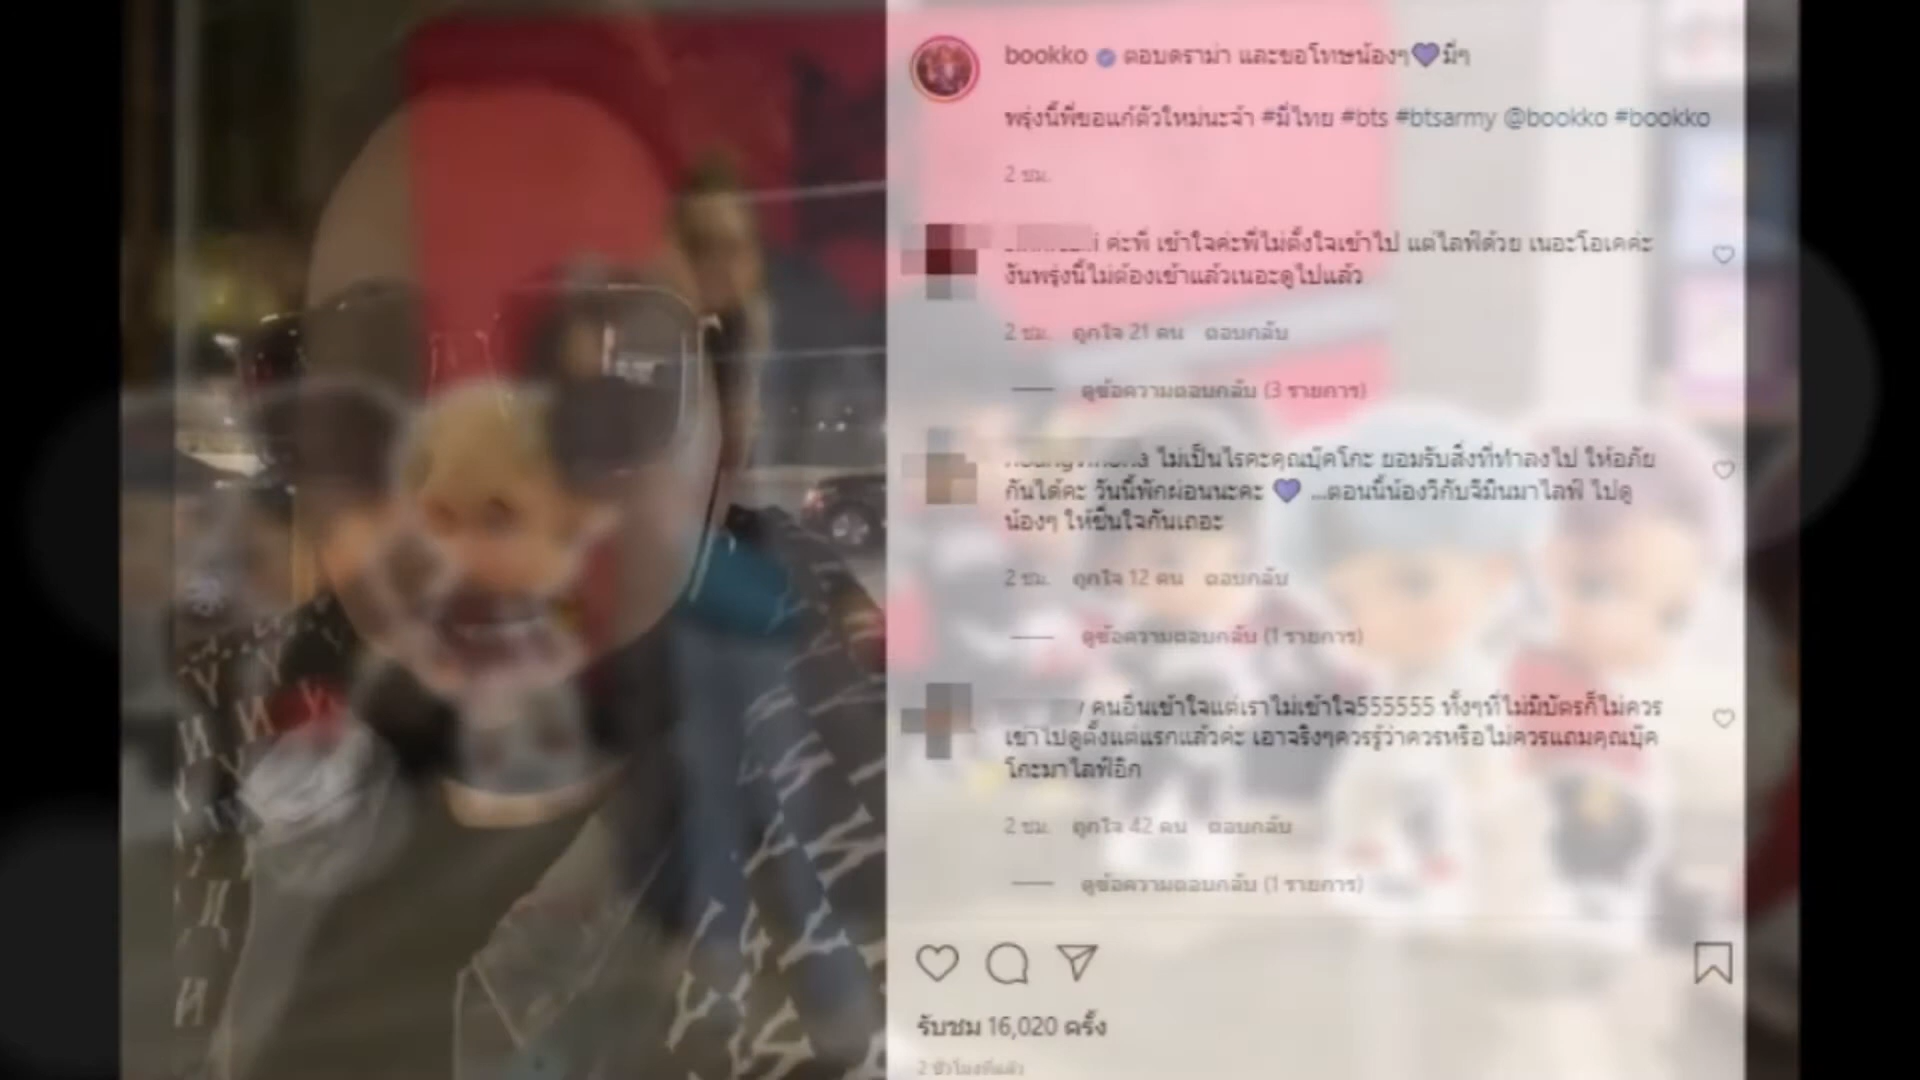 bookko ตอบดราม่า และขอโทษน้องๆ💜มี่ๆ
พรุ่งนี้พี่ขอแก้ตัวใหม่นะจ๊า #มี่ไทย #bts #btsarmy @bookko #bookko
2 ชม.
ค่ะพี่ เข้าใจค่ะพี่ไม่ตั้งใจเข้าไป แต่ไลฟ์ด้วย เนอะโอเคค่ะ
งั้นพรุ่งนี้ไม่ต้องเข้าแล้วเนอะดูไปแล้ว
2 ชม. ถูกใจ 21 คน ตอบกลับ
ดูข้อความตอบกลับ (3 รายการ)
ไม่เป็นไรคะคุณบุ๊คโกะ ยอมรับสิ่งที่ทำลงไป ให้อภัย
กันได้คะ วันนี้พักผ่อนนะคะ 💜 ...ตอนนี้น้องวีกับจีมินมาไลฟ์ ไปดู
น้องๆ ให้ชื่นใจกันเถอะ
2 ชม. ถูกใจ 12 คน ตอบกลับ
ดูข้อความตอบกลับ (1 รายการ)
คนอื่นเข้าใจแต่เราไม่เข้าใจ555555 ทั้งๆที่ไม่มีบัตรก็ไม่ควร
เข้าไปดูตั้งแต่แรกแล้วค่ะ เอาจริงๆควรรู้ว่าควรหรือไม่ควรแถมคุณบุ๊ค
โกะมาไลฟ์อีก
2 ชม. ถูกใจ 42 คน ตอบกลับ
ดูข้อความตอบกลับ (1 รายการ)
รับชม 16,020 ครั้ง
2 ชั่วโมงที่แล้ว